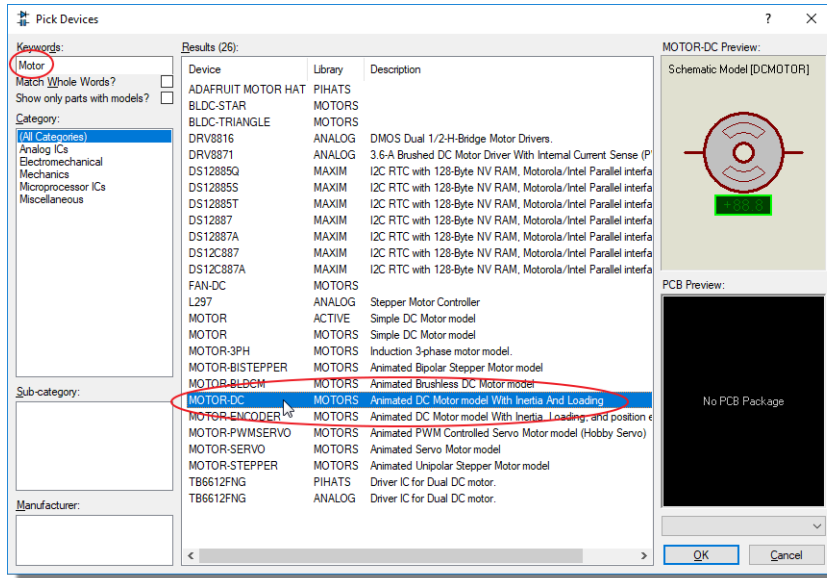 Pick Devices
? ×
Keywords:
Motor
Match Whole Words?
Show only parts with models?
Category:
(All Categories)
Analog ICs
Electromechanical
Mechanics
Microprocessor ICs
Miscellaneous
Sub-category:
Manufacturer:
Results (26):
Device Library Description
ADAFRUIT MOTOR HAT PIHATS
BLDC-STAR MOTORS
BLDC-TRIANGLE MOTORS
DRV8816 ANALOG DMOS Dual 1/2-H-Bridge Motor Drivers.
DRV8871 ANALOG 3.6-A Brushed DC Motor Driver With Internal Current Sense (P
DS12885Q MAXIM I2C RTC with 128-Byte NV RAM, Motorola/Intel Parallel interfa
DS12885S MAXIM I2C RTC with 128-Byte NV RAM, Motorola/Intel Parallel interfa
DS12885T MAXIM I2C RTC with 128-Byte NV RAM, Motorola/Intel Parallel interfa
DS12887 MAXIM I2C RTC with 128-Byte NV RAM, Motorola/Intel Parallel interfa
DS12887A MAXIM I2C RTC with 128-Byte NV RAM, Motorola/Intel Parallel interfa
DS12C887 MAXIM I2C RTC with 128-Byte NV RAM, Motorola/Intel Parallel interfa
DS12C887A MAXIM I2C RTC with 128-Byte NV RAM, Motorola/Intel Parallel interfa
FAN-DC MOTORS
L297 ANALOG Stepper Motor Controller
MOTOR ACTIVE Simple DC Motor model
MOTOR MOTORS Simple DC Motor model
MOTOR-3PH MOTORS Induction 3-phase motor model.
MOTOR-BISTEPPER MOTORS Animated Bipolar Stepper Motor model
MOTOR-BLDCM MOTORS Animated Brushless DC Motor model
MOTOR-DC MOTORS Animated DC Motor model With Inertia And Loading
MOTOR-ENCODER MOTORS Animated DC Motor model With Inertia, Loading, and position e
MOTOR-PWMSERVO MOTORS Animated PWM Controlled Servo Motor model (Hobby Servo)
MOTOR-SERVO MOTORS Animated Servo Motor model
MOTOR-STEPPER MOTORS Animated Unipolar Stepper Motor model
TB6612FNG PIHATS Driver IC for Dual DC motor.
TB6612FNG ANALOG Driver IC for Dual DC motor.
MOTOR-DC Preview:
Schematic Model [DCMOTOR]
+88.8
PCB Preview:
No PCB Package
OK Cancel